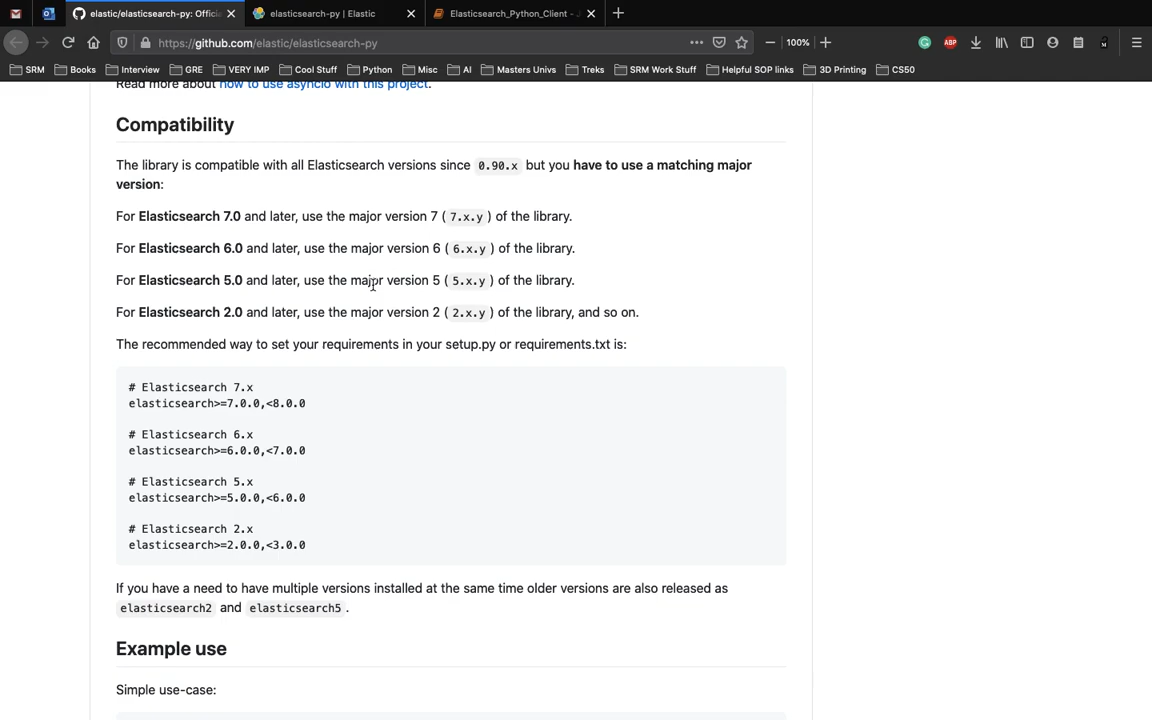 elastic/elasticsearch-py: Offici
elasticsearch-py | Elastic
Elasticsearch_Python_Client - J
https://github.com/elastic/elasticsearch-py
100%
SRM Books Interview GRE VERY IMP Cool Stuff Python Misc AI Masters Univs Treks SRM Work Stuff Helpful SOP links 3D Printing CS50
Read more about how to use asyncio with this project.
Compatibility
The library is compatible with all Elasticsearch versions since 0.90.x but you have to use a matching major
version:
For Elasticsearch 7.0 and later, use the major version 7 ( 7.x.y ) of the library.
For Elasticsearch 6.0 and later, use the major version 6 ( 6.x.y ) of the library.
For Elasticsearch 5.0 and later, use the major version 5 ( 5.x.y ) of the library.
For Elasticsearch 2.0 and later, use the major version 2 ( 2.x.y ) of the library, and so on.
The recommended way to set your requirements in your setup.py or requirements.txt is:
# Elasticsearch 7.x
elasticsearch>=7.0.0,<8.0.0
# Elasticsearch 6.x
elasticsearch>=6.0.0,<7.0.0
# Elasticsearch 5.x
elasticsearch>=5.0.0,<6.0.0
# Elasticsearch 2.x
elasticsearch>=2.0.0,<3.0.0
If you have a need to have multiple versions installed at the same time older versions are also released as
elasticsearch2 and elasticsearch5 .
Example use
Simple use-case: